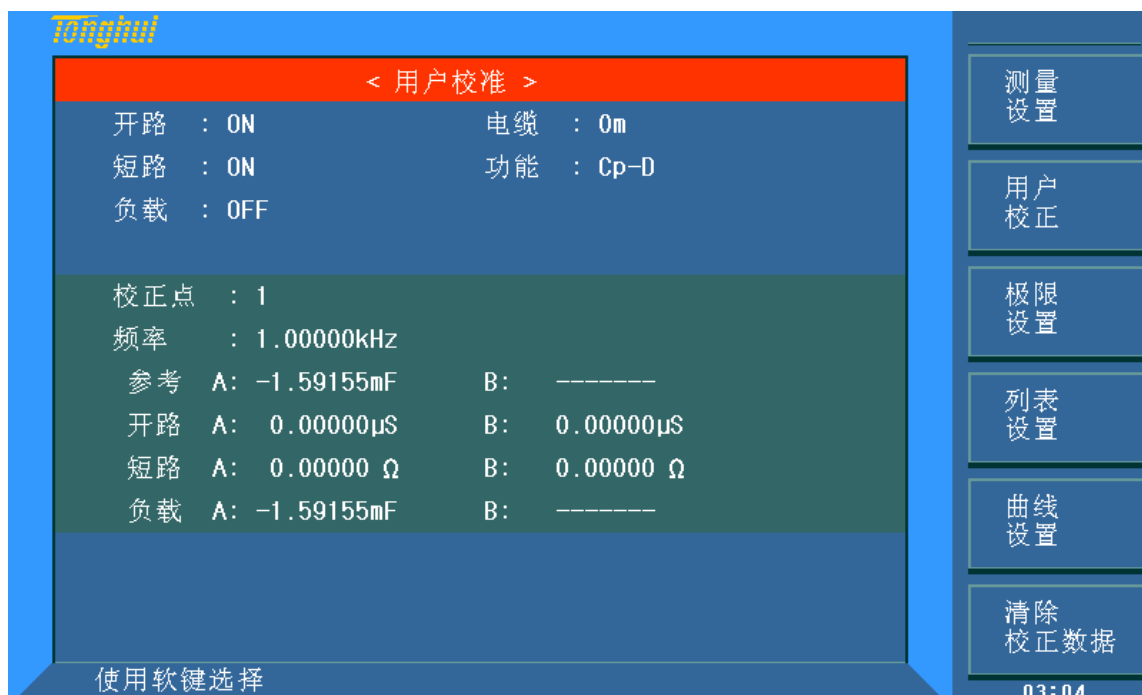 Tonghui
< 用户校准 >
开路 : ON 电缆 : 0m
短路 : ON 功能 : Cp-D
负载 : OFF
校正点 : 1
频率 : 1.00000kHz
参考 A: -1.59155mF B: -------
开路 A: 0.00000μS B: 0.00000μS
短路 A: 0.00000 Ω B: 0.00000 Ω
负载 A: -1.59155mF B: -------
使用软键选择
测量
设置
用户
校正
极限
设置
列表
设置
曲线
设置
清除
校正数据
03:04